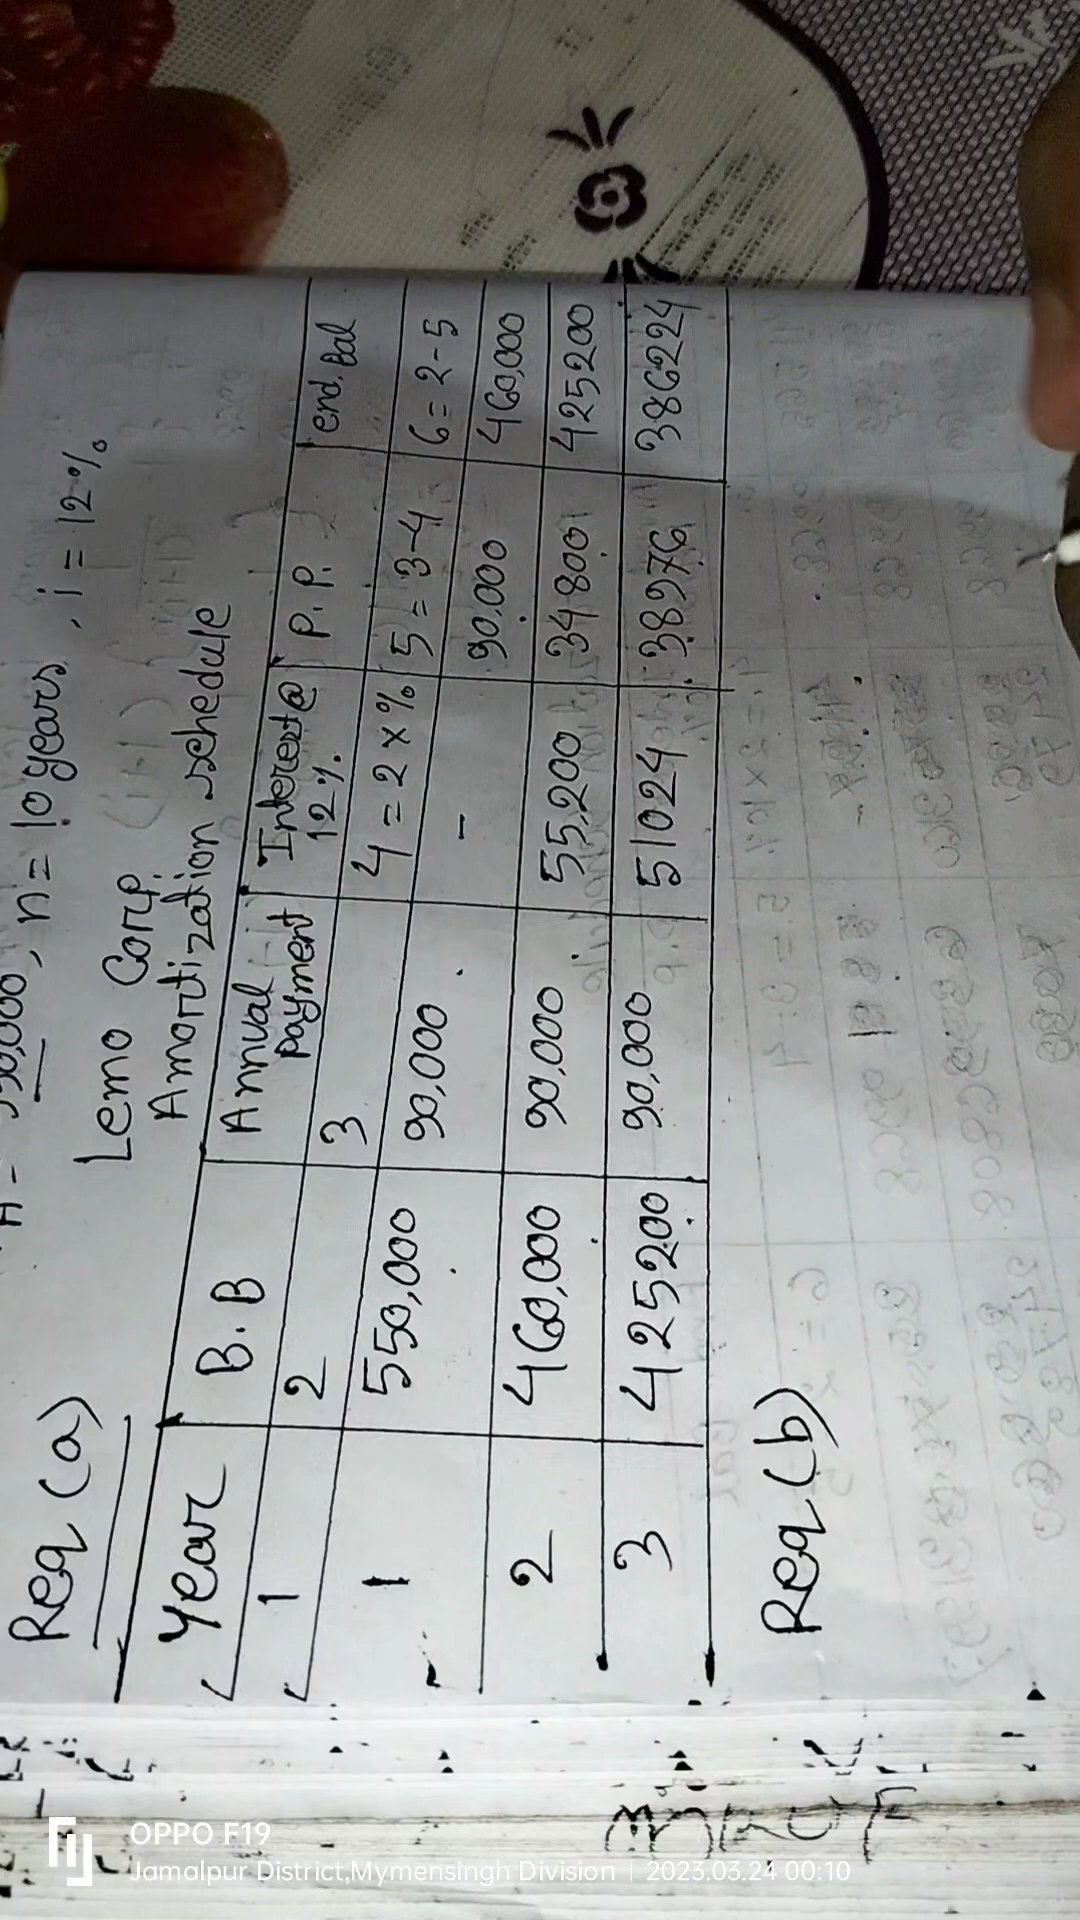 50,000, n = 10 years, i = 12%
Req (a)
Lemo Corp.
Amortization schedule
Year B.B Annual payment Interest@ 12% P.P. end. Bal
1 2 3 4 = 2 x % 5 = 3-4 6 = 2-5
1 550,000 90,000 - 90,000 460,000
2 460,000 90,000 55,200 34800 425200
3 425200 90,000 51024 38976 386224
Req (b)
OPPO F19
Jamalpur District,Mymensingh Division | 2023.03.24 00:10